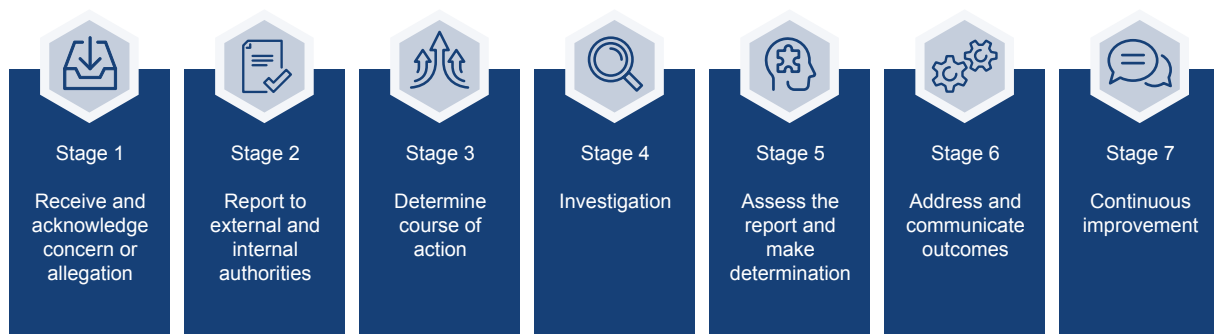 Stage 1
Receive and
acknowledge
concern or
allegation
Stage 2
Report to
external and
internal
authorities
Stage 3
Determine
course of
action
Stage 4
Investigation
Stage 5
Assess the
report and
make
determination
Stage 6
Address and
communicate
outcomes
Stage 7
Continuous
improvement